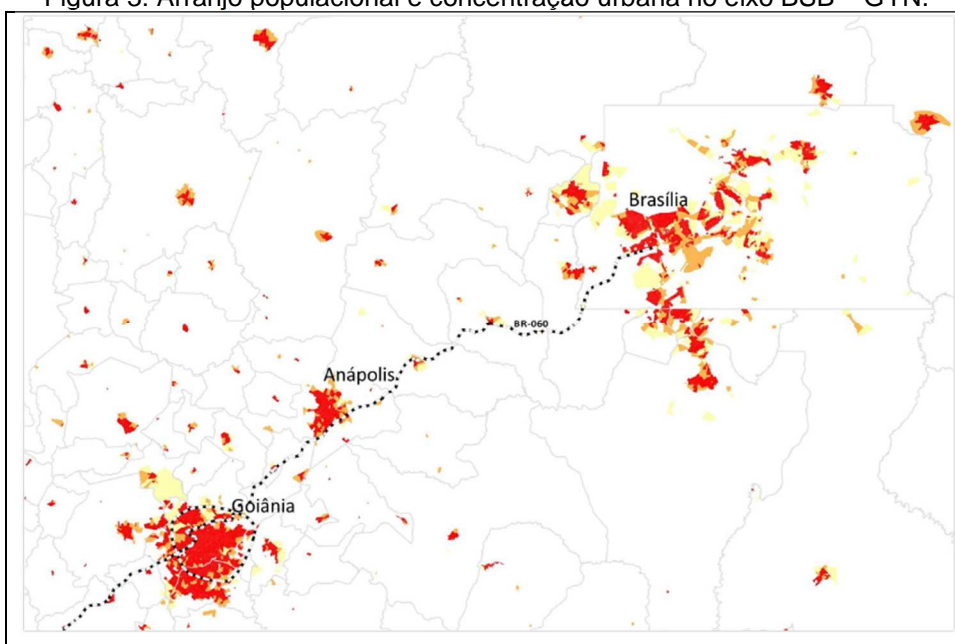 Figura 3. Arranjo populacional e concentração urbana no eixo BSB – GYN.
Brasília
BR-060
Anápolis
Goiânia